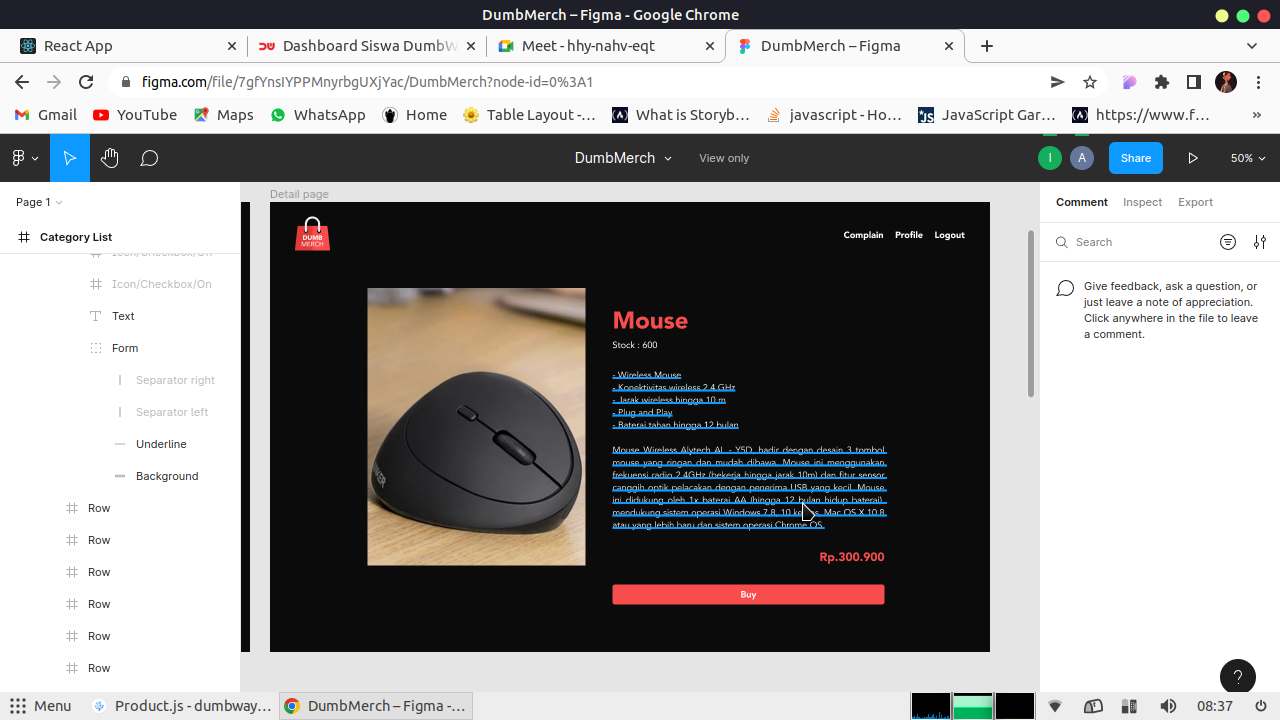 DumbMerch – Figma - Google Chrome
React App
Dashboard Siswa DumbW
Meet - hhy-nahv-eqt
DumbMerch – Figma
figma.com/file/7gfYnsIYPPMnyrbgUXjYac/DumbMerch?node-id=0%3A1
Gmail
YouTube
Maps
WhatsApp
Home
Table Layout -...
What is Storyb...
javascript - Ho...
JavaScript Gar...
https://www.f...
»
DumbMerch
View only
I
A
Share
50%
Page 1
Category List
Icon/Checkbox/Off
Icon/Checkbox/On
Text
Form
Separator right
Separator left
Underline
Background
Row
Row
Row
Row
Row
Row
Detail page
DUMB
MERCH
Complain
Profile
Logout
Mouse
Stock : 600
- Wireless Mouse
- Konektivitas wireless 2.4 GHz
- Jarak wireless hingga 10 m
- Plug and Play
- Baterai tahan hingga 12 bulan
Mouse Wireless Alytech AL - Y5D, hadir dengan desain 3 tombol
mouse yang ringan dan mudah dibawa. Mouse ini menggunakan
frekuensi radio 2.4GHz (bekerja hingga jarak 10m) dan fitur sensor
canggih optik pelacakan dengan penerima USB yang kecil. Mouse
ini didukung oleh 1x baterai AA (hingga 12 bulan hidup baterai).
mendukung sistem operasi Windows 7,8, 10 Mac OS X 10.8
atau yang lebih baru dan sistem operasi Chrome OS.
Rp.300.900
Buy
Comment
Inspect
Export
Search
Give feedback, ask a question, or
just leave a note of appreciation.
Click anywhere in the file to leave
a comment.
?
Menu
Product.js - dumbway...
DumbMerch – Figma -...
08:37